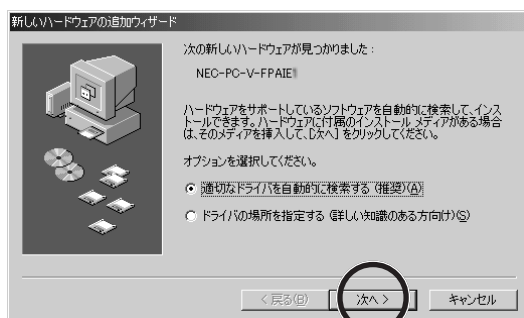 新しいハードウェアの追加ウィザード
次の新しいハードウェアが見つかりました:
NEC-PC-V-FPAIE
ハードウェアをサポートしているソフトウェアを自動的に検索して、インス
トールできます。ハードウェアに付属のインストール メディアがある場合
は、そのメディアを挿入して、[次へ] をクリックしてください。
オプションを選択してください。
適切なドライバを自動的に検索する (推奨)(A)
ドライバの場所を指定する (詳しい知識のある方向け)(S)
< 戻る(B)
次へ >
キャンセル